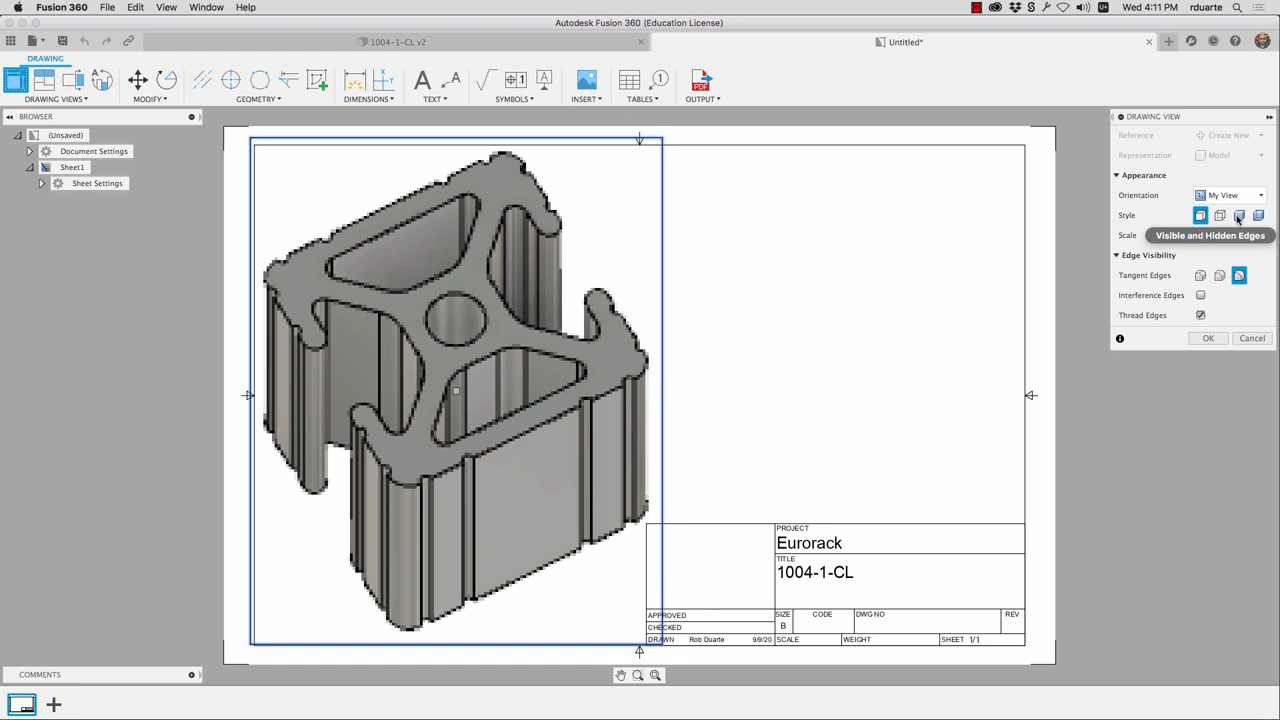 Fusion 360 File Edit View Window Help Wed 4:11 PM rduarte
Autodesk Fusion 360 (Education License)
1004-1-CL v2
Untitled*
DRAWING
DRAWING VIEWS MODIFY GEOMETRY DIMENSIONS TEXT SYMBOLS INSERT TABLES OUTPUT
PDF
BROWSER
(Unsaved)
Document Settings
Sheet1
Sheet Settings
DRAWING VIEW
Reference Create New
Representation Model
Appearance
Orientation My View
Style
Scale
Visible and Hidden Edges
Edge Visibility
Tangent Edges
Interference Edges
Thread Edges
OK Cancel
PROJECT
Eurorack
TITLE
1004-1-CL
APPROVED
CHECKED
DRAWN Rob Duarte 9/9/20
SIZE CODE DWG NO REV
B
SCALE WEIGHT SHEET 1/1
COMMENTS